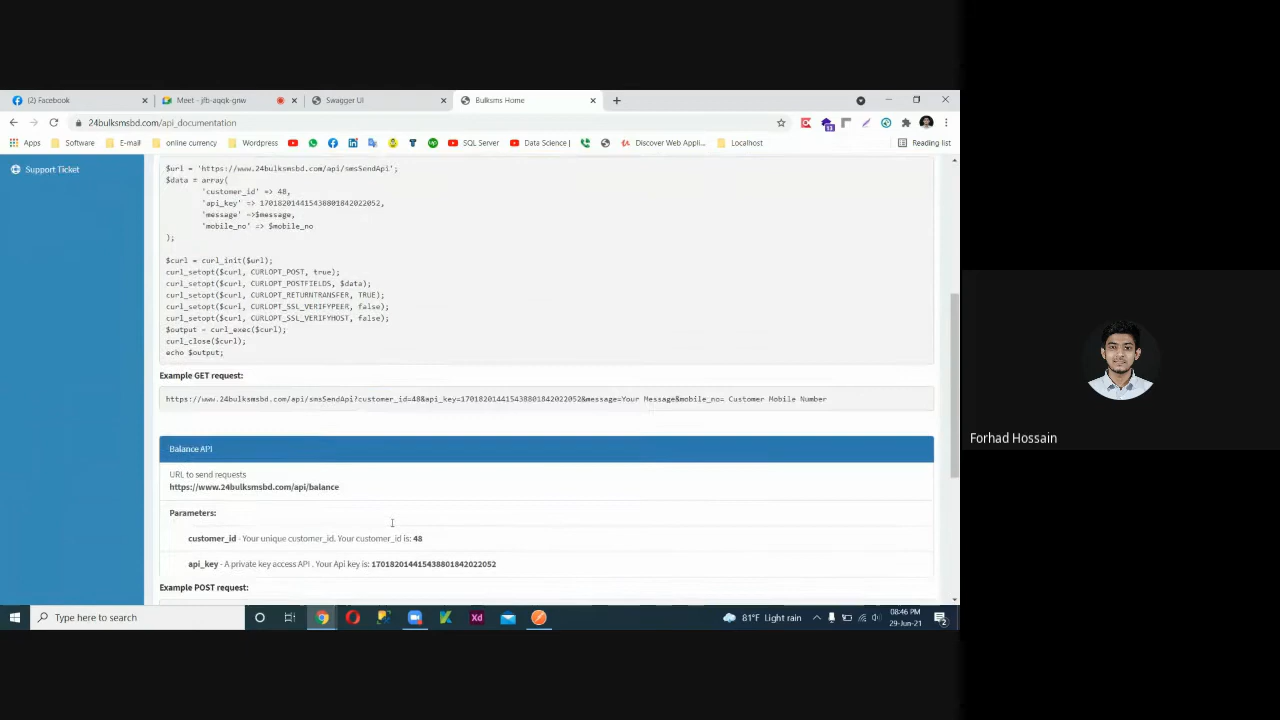 (2) Facebook
Meet - jfb-aqqk-gnw
Swagger UI
Bulksms Home
24bulksmsbd.com/api_documentation
Apps
Software
E-mail
online currency
Wordpress
SQL Server
Data Science |
Discover Web Appl...
Localhost
Reading list
Support Ticket
$url = 'https://www.24bulksmsbd.com/api/smsSendApi';
$data = array(
'customer_id' => 48,
'api_key' => 170182014415438801842022052,
'message' =>$message,
'mobile_no' => $mobile_no
);
$curl = curl_init($url);
curl_setopt($curl, CURLOPT_POST, true);
curl_setopt($curl, CURLOPT_POSTFIELDS, $data);
curl_setopt($curl, CURLOPT_RETURNTRANSFER, TRUE);
curl_setopt($curl, CURLOPT_SSL_VERIFYPEER, false);
curl_setopt($curl, CURLOPT_SSL_VERIFYHOST, false);
$output = curl_exec($curl);
curl_close($curl);
echo $output;
Example GET request:
https://www.24bulksmsbd.com/api/smsSendApi?customer_id=48&api_key=170182014415438801842022052&message=Your Message&mobile_no= Customer Mobile Number
Balance API
URL to send requests
https://www.24bulksmsbd.com/api/balance
Parameters:
customer_id - Your unique customer_id. Your customer_id is: 48
api_key - A private key access API . Your Api key is: 170182014415438801842022052
Example POST request:
Forhad Hossain
Type here to search
Xd
81°F Light rain
08:46 PM
29-Jun-21